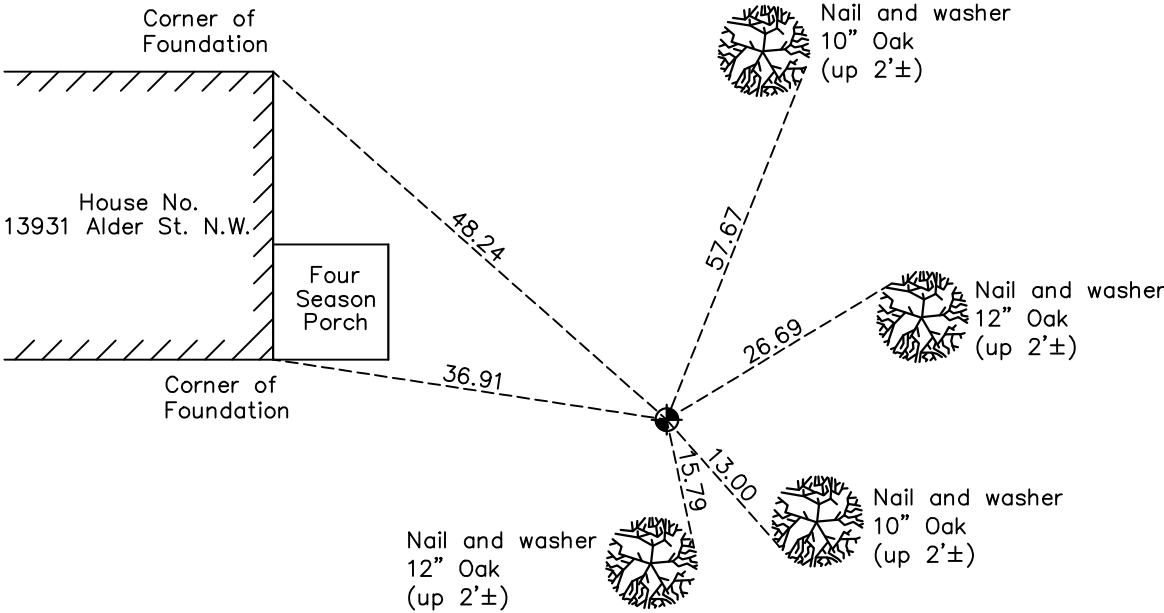 Corner of
Foundation
Nail and washer
10” Oak
(up 2’±)
House No.
13931 Alder St. N.W.
48.24
57.67
Four
Season
Porch
Nail and washer
12” Oak
(up 2’±)
26.69
36.91
Corner of
Foundation
15.79
13.00
Nail and washer
10” Oak
(up 2’±)
Nail and washer
12” Oak
(up 2’±)